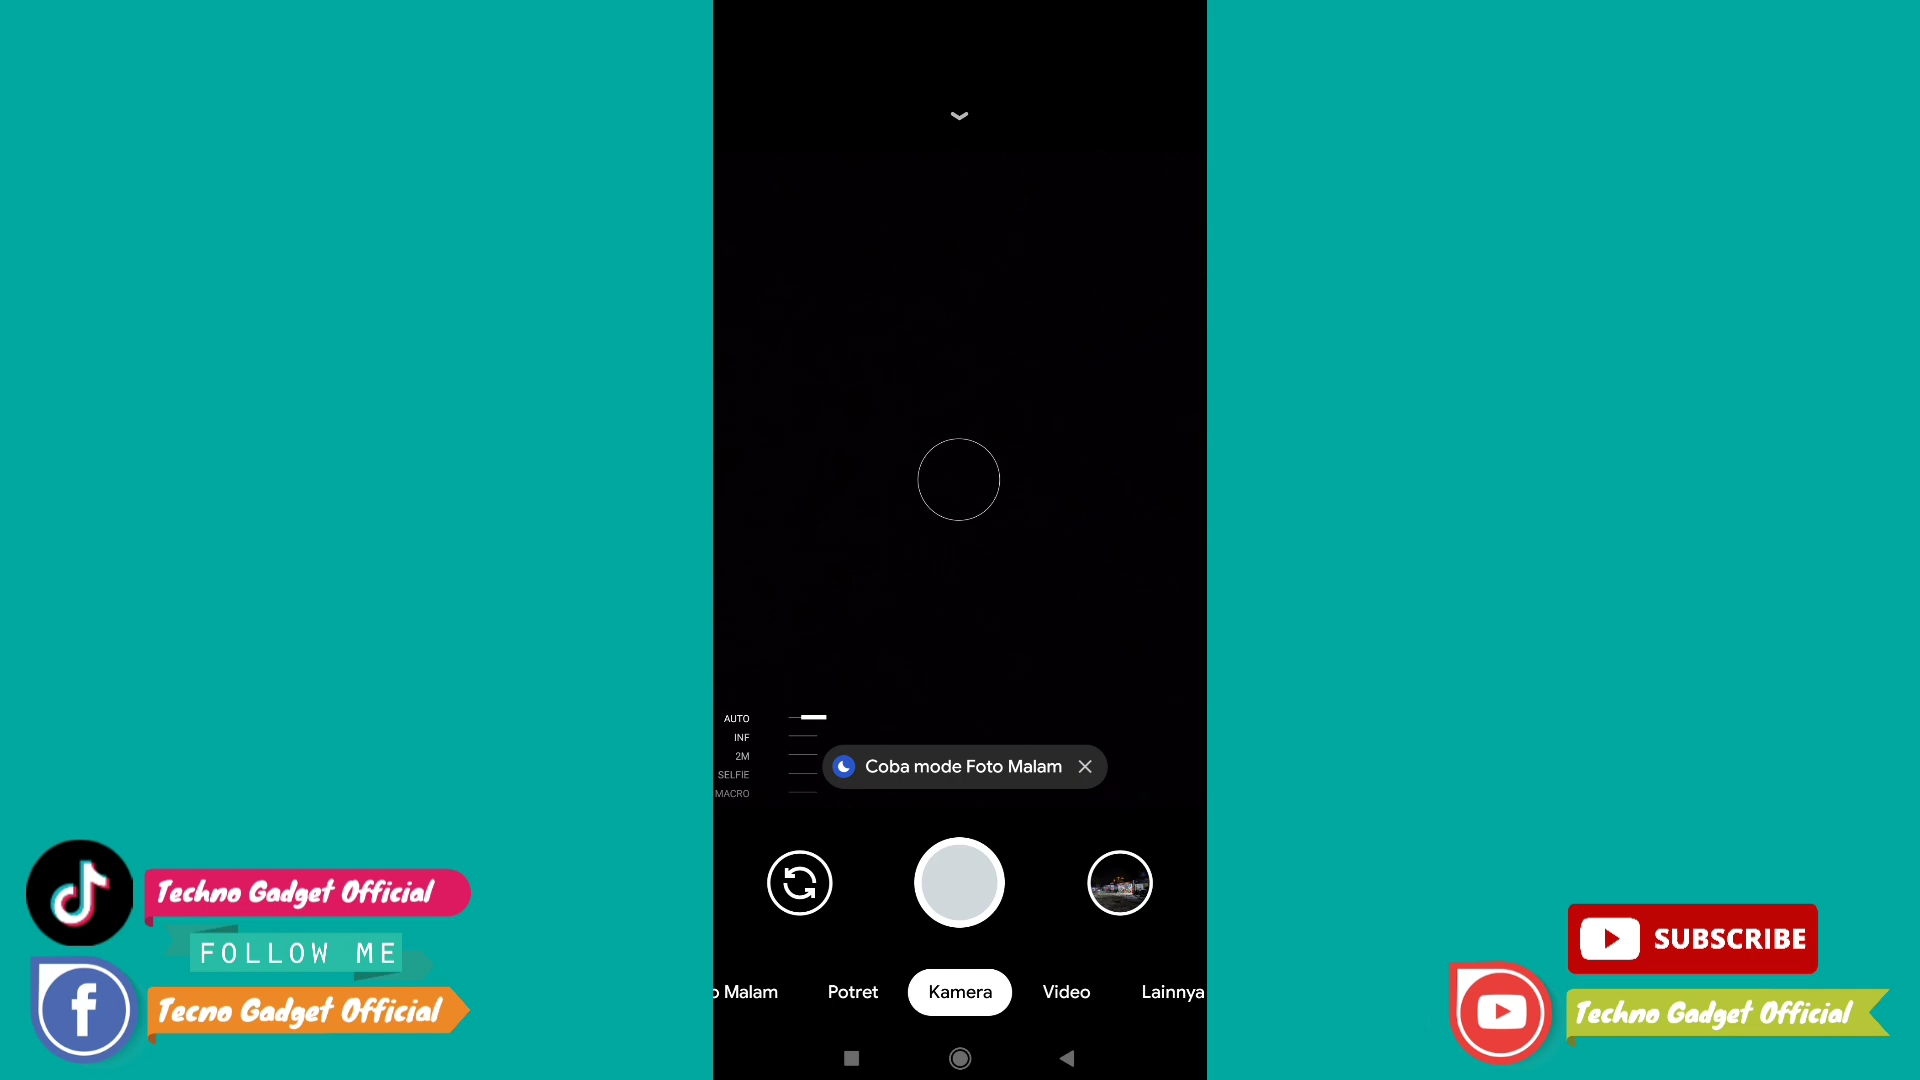 AUTO
INF
2M
SELFIE
MACRO
Coba mode Foto Malam
o Malam Potret Kamera Video Lainnya
Techno Gadget Official
FOLLOW ME
Tecno Gadget Official
SUBSCRIBE
Techno Gadget Official